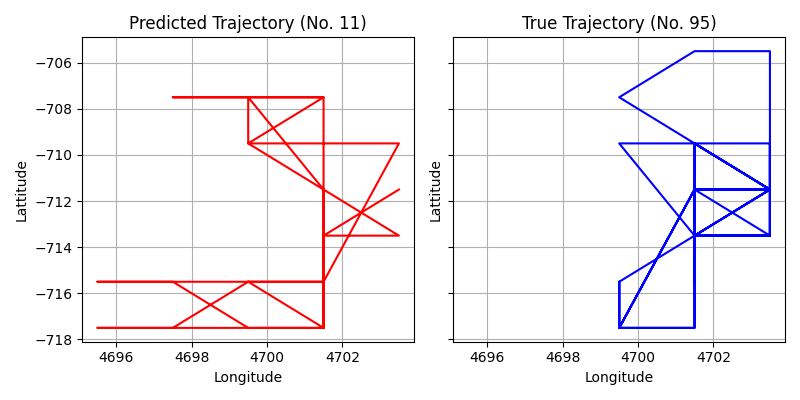 Predicted Trajectory (No. 11)
True Trajectory (No. 95)
Lattitude
−706
−708
−710
−712
−714
−716
−718
4696
4698
4700
4702
Longitude
Lattitude
4696
4698
4700
4702
Longitude